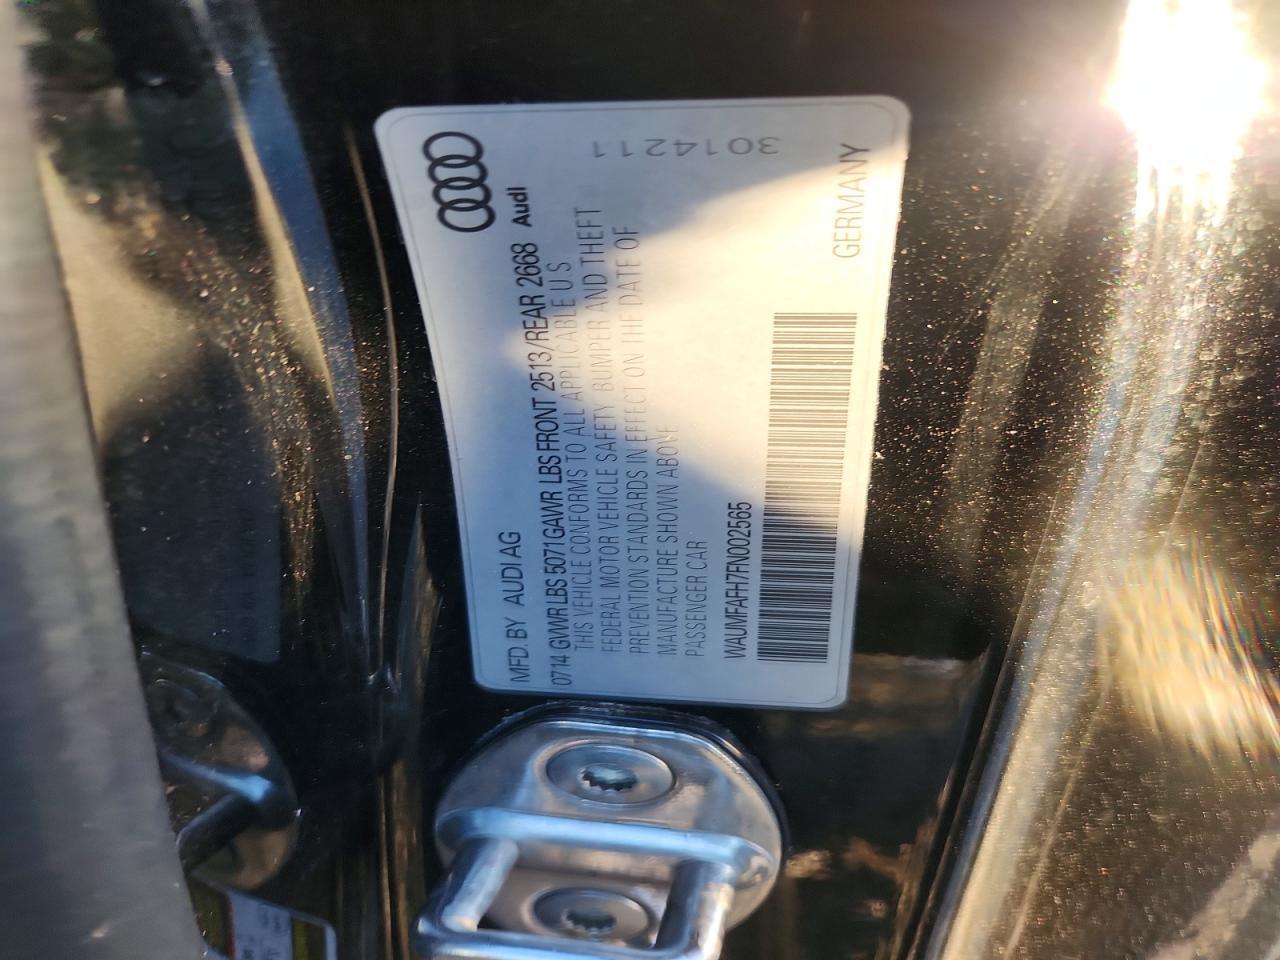 Audi
MFD. BY AUDI AG
0714 GVWR LBS 5071 GAWR LBS FRONT 2513/REAR 2668
THIS VEHICLE CONFORMS TO ALL APPLICABLE U S
FEDERAL MOTOR VEHICLE SAFETY BUMPER AND THEFT
PREVENTION STANDARDS IN EFFECT ON THE DATE OF
MANUFACTURE SHOWN ABOVE
PASSENGER CAR
WAUMFAFH7FN002565
GERMANY
3014211